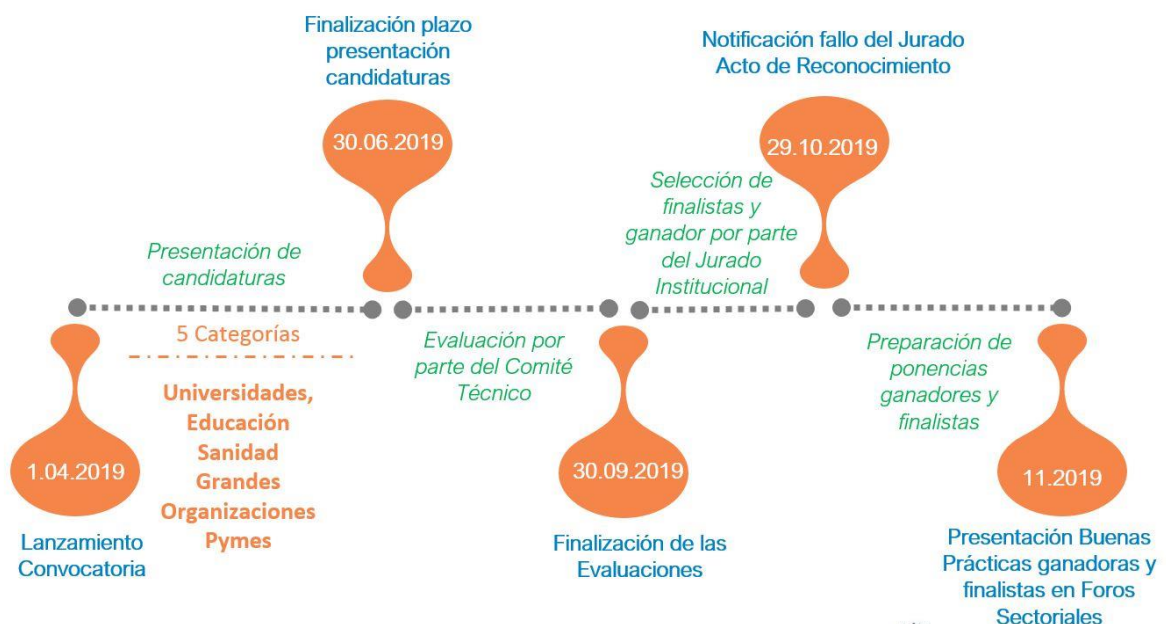 Finalización plazo
presentación
candidaturas
30.06.2019
Notificación fallo del Jurado
Acto de Reconocimiento
29.10.2019
Presentación de
candidaturas
Selección de
finalistas y
ganador por parte
del Jurado
Institucional
5 Categorías
Universidades,
Educación
Sanidad
Grandes
Organizaciones
Pymes
Evaluación por
parte del Comité
Técnico
Preparación de
ponencias
ganadores y
finalistas
1.04.2019
Lanzamiento
Convocatoria
30.09.2019
Finalización de las
Evaluaciones
11.2019
Presentación Buenas
Prácticas ganadoras y
finalistas en Foros
Sectoriales